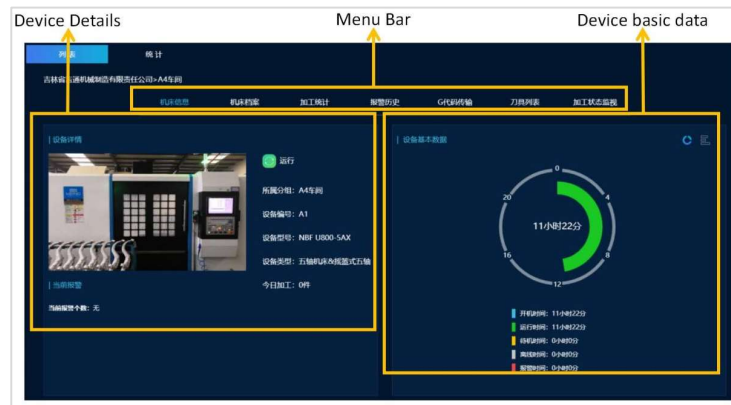 Device Details
Menu Bar
Device basic data
列表
统计
吉林省吉通机械制造有限责任公司>A4车间
机床信息
机床档案
加工统计
报警历史
G代码传输
刀具列表
加工状态监视
设备详情
运行
所属分组：A4车间
设备编号：A1
设备型号：NBF U800-5AX
设备类型：五轴机床&摇篮式五轴
今日加工：0件
当前报警
当前报警个数：无
设备基本数据
0
4
8
12
16
20
11小时22分
开机时间：11小时22分
运行时间：11小时22分
待机时间：0小时0分
离线时间：0小时0分
报警时间：0小时0分